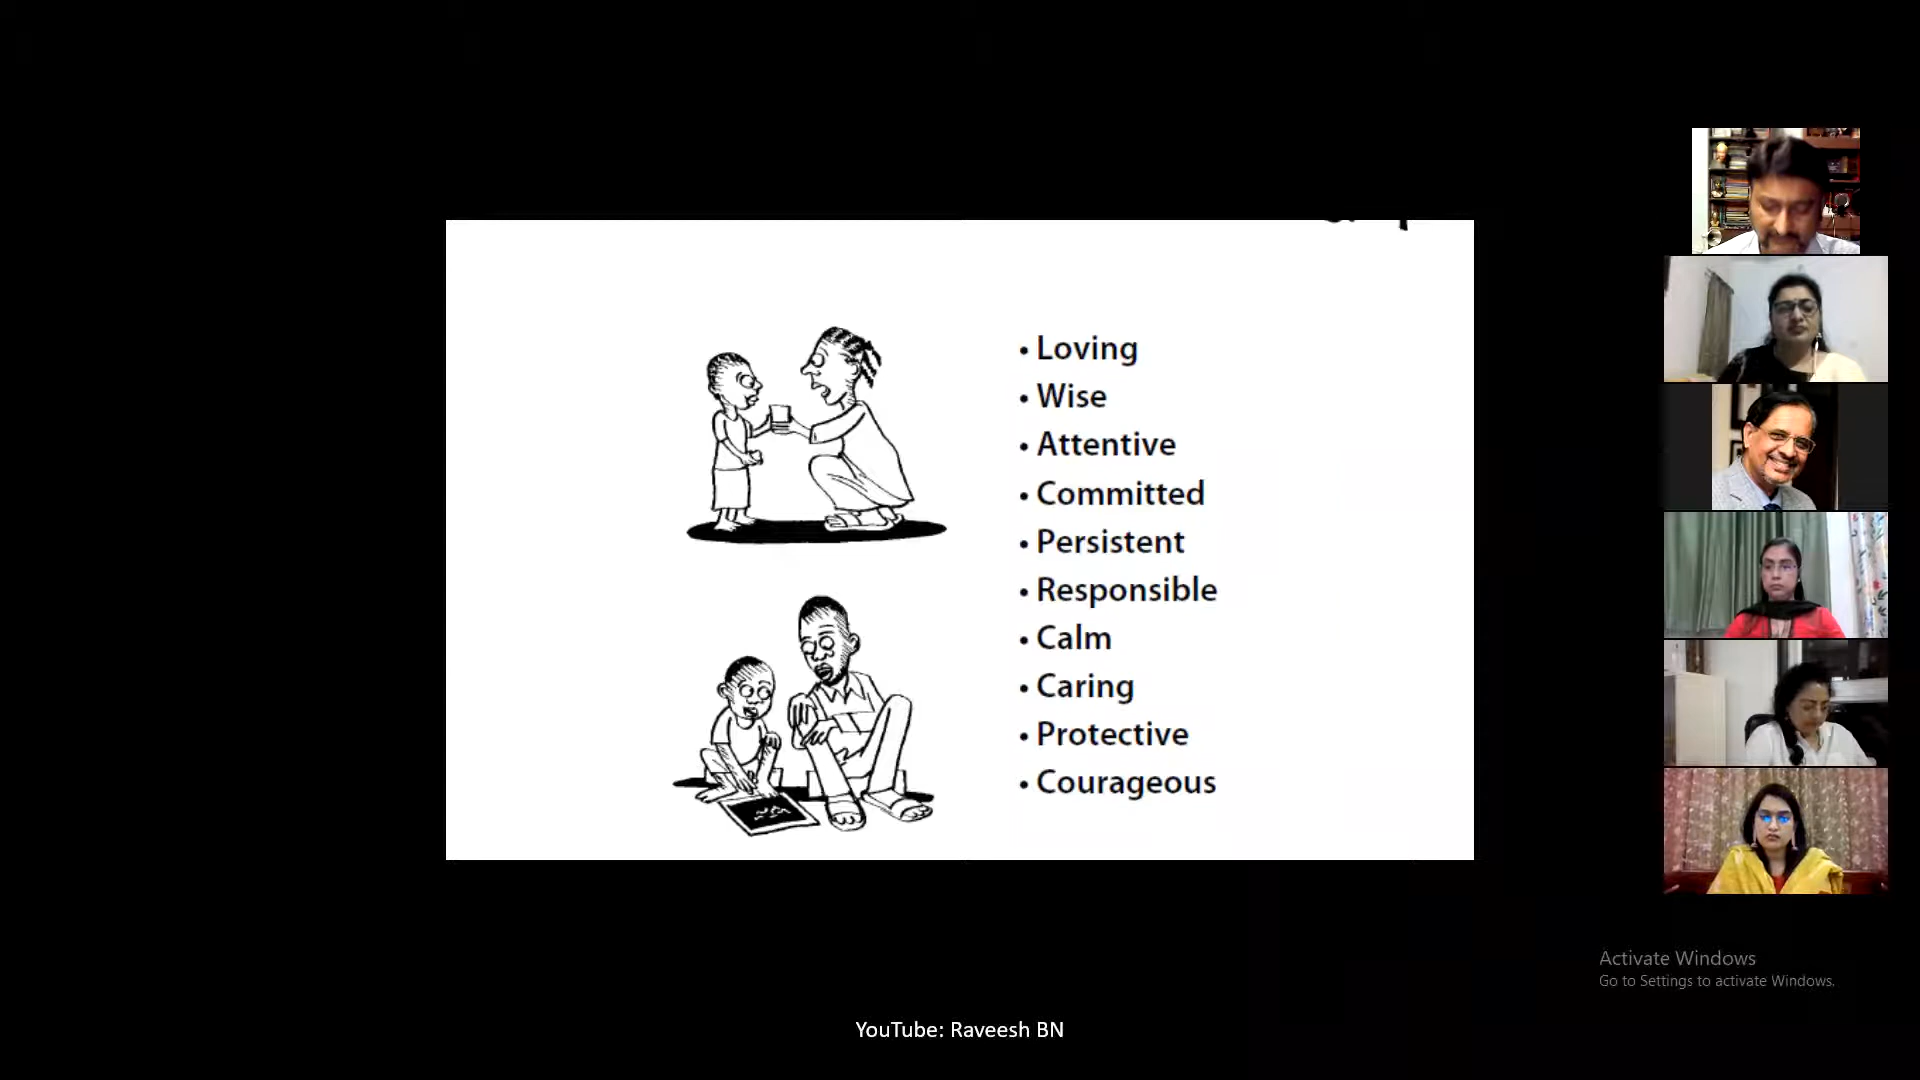 • Loving
• Wise
• Attentive
• Committed
• Persistent
• Responsible
• Calm
• Caring
• Protective
• Courageous
Activate Windows
Go to Settings to activate Windows.
YouTube: Raveesh BN